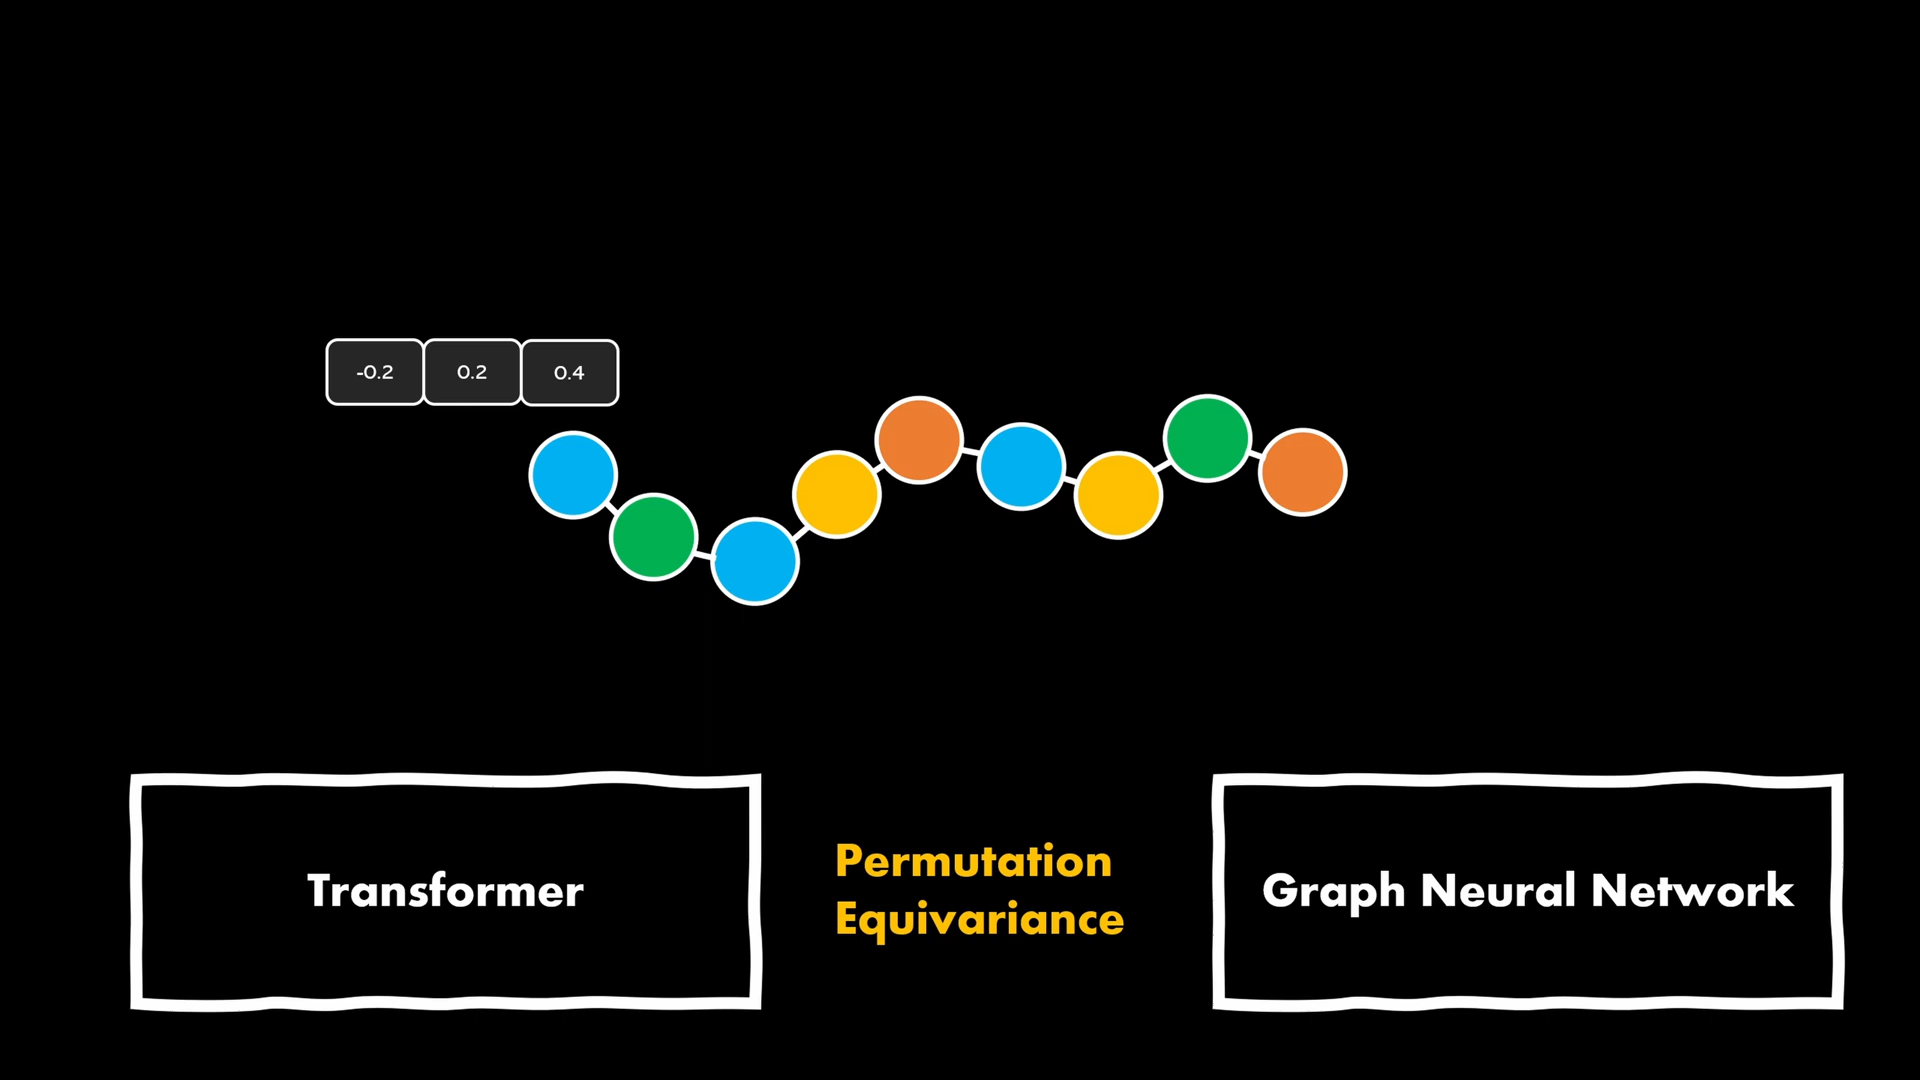 -0.2 0.2 0.4
Transformer
Permutation
Equivariance
Graph Neural Network